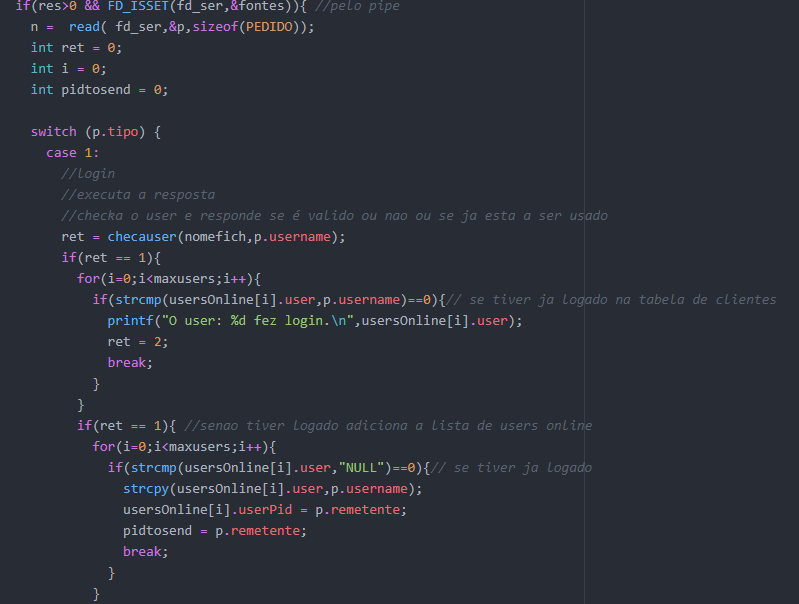 if(res>0 && FD_ISSET(fd_ser,&fontes)){ //pelo pipe
n =  read( fd_ser,&p,sizeof(PEDIDO));
int ret = 0;
int i = 0;
int pidtosend = 0;
switch (p.tipo) {
case 1:
//login
//executa a resposta
//checka o user e responde se é valido ou nao ou se ja esta a ser usado
ret = checauser(nomefich,p.username);
if(ret == 1){
for(i=0;i<maxusers;i++){
if(strcmp(usersOnline[i].user,p.username)==0){// se tiver ja logado na tabela de clientes
printf("O user: %d fez login.\n",usersOnline[i].user);
ret = 2;
break;
}
}
if(ret == 1){ //senao tiver logado adiciona a lista de users online
for(i=0;i<maxusers;i++){
if(strcmp(usersOnline[i].user,"NULL")==0){// se tiver ja logado
strcpy(usersOnline[i].user,p.username);
usersOnline[i].userPid = p.remetente;
pidtosend = p.remetente;
break;
}
}